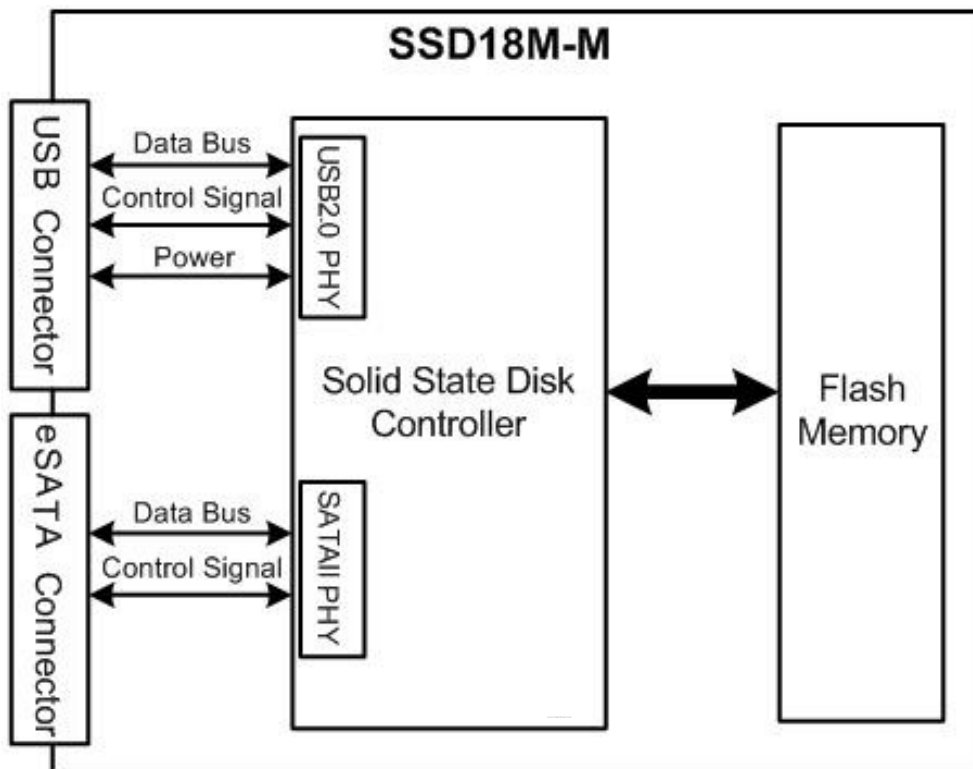 SSD18M-M
USB Connector
Data Bus
Control Signal
Power
USB2.0 PHY
Solid State Disk
Controller
Flash
Memory
eSATA Connector
Data Bus
Control Signal
SATAII PHY